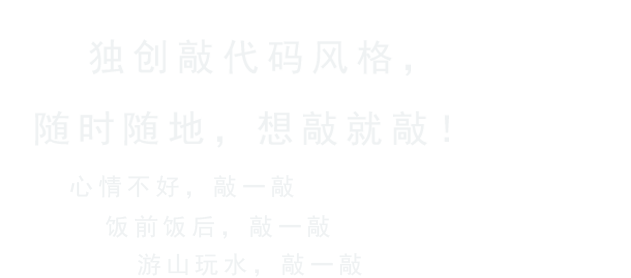 独创敲代码风格，
随时随地，想敲就敲！
心情不好，敲一敲
饭前饭后，敲一敲
游山玩水，敲一敲